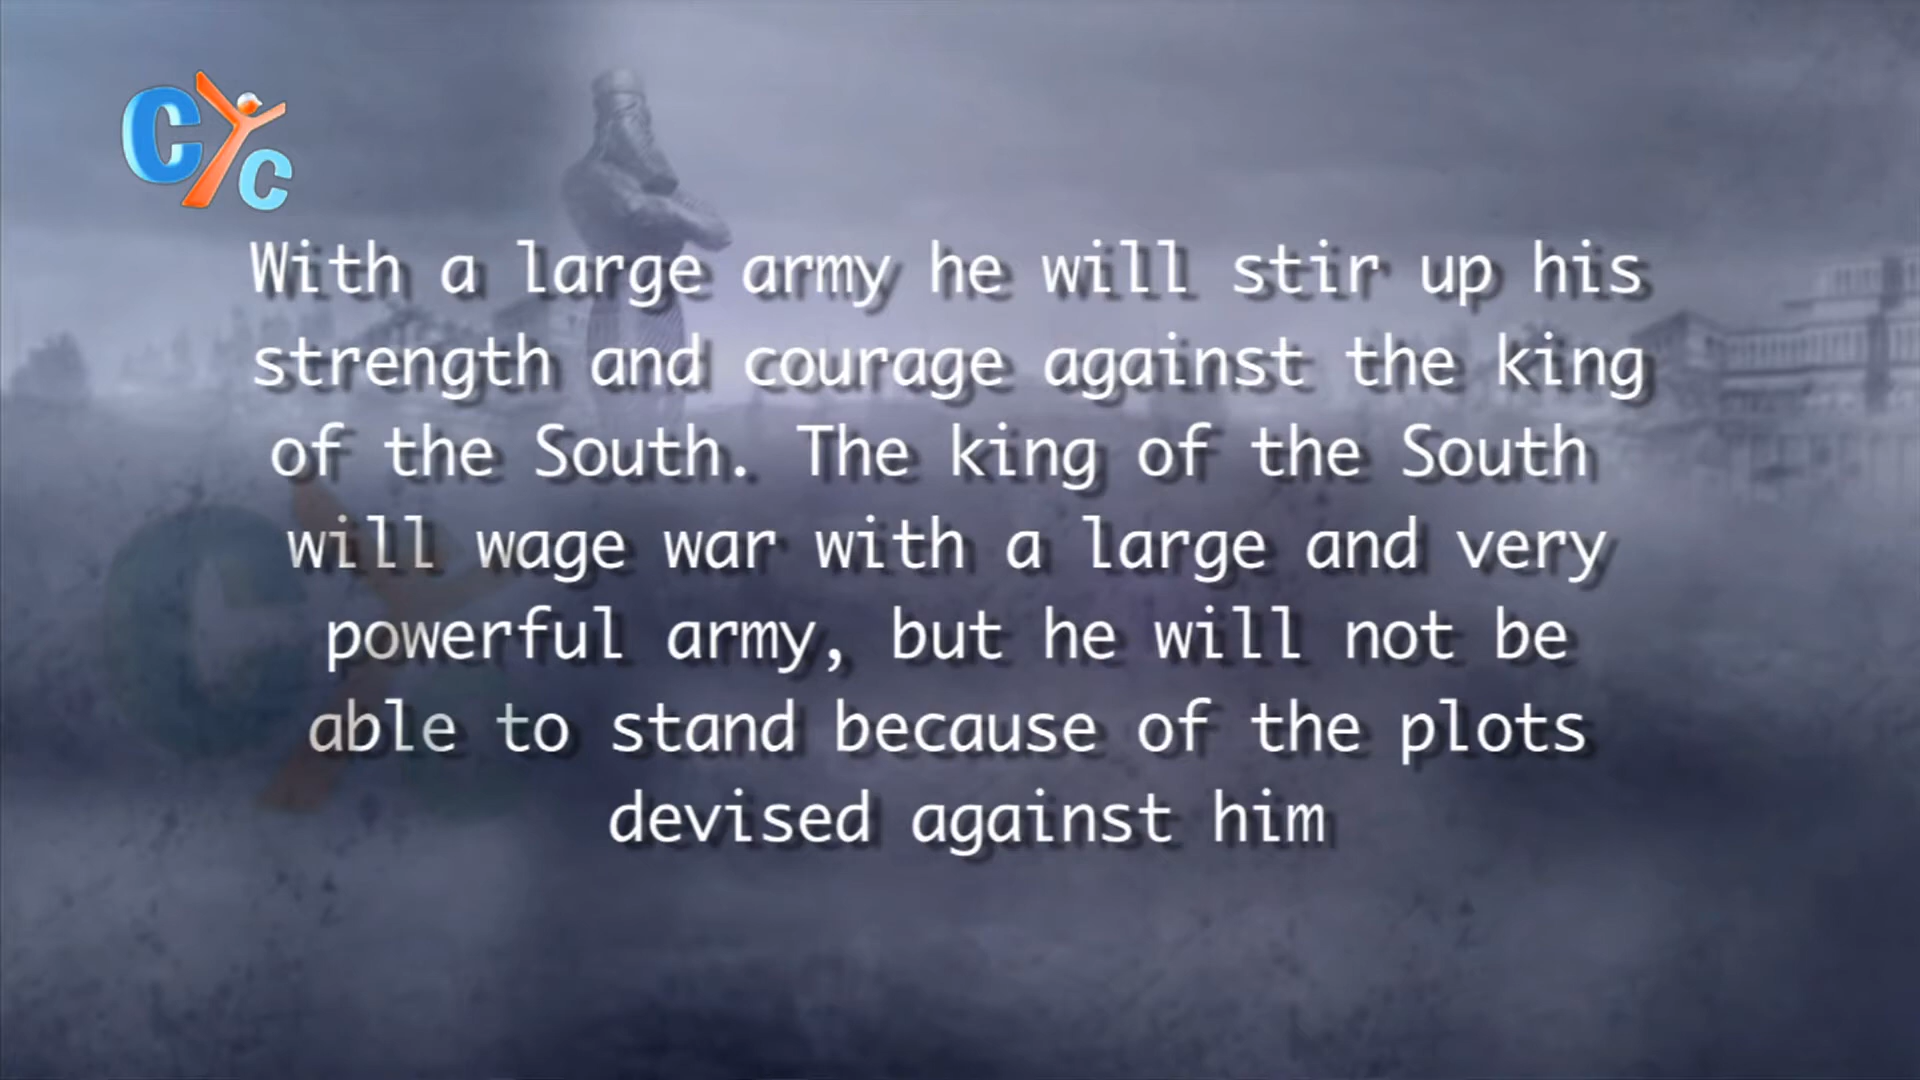 CYC
With a large army he will stir up his
strength and courage against the king
of the South. The king of the South
will wage war with a large and very
powerful army, but he will not be
able to stand because of the plots
devised against him